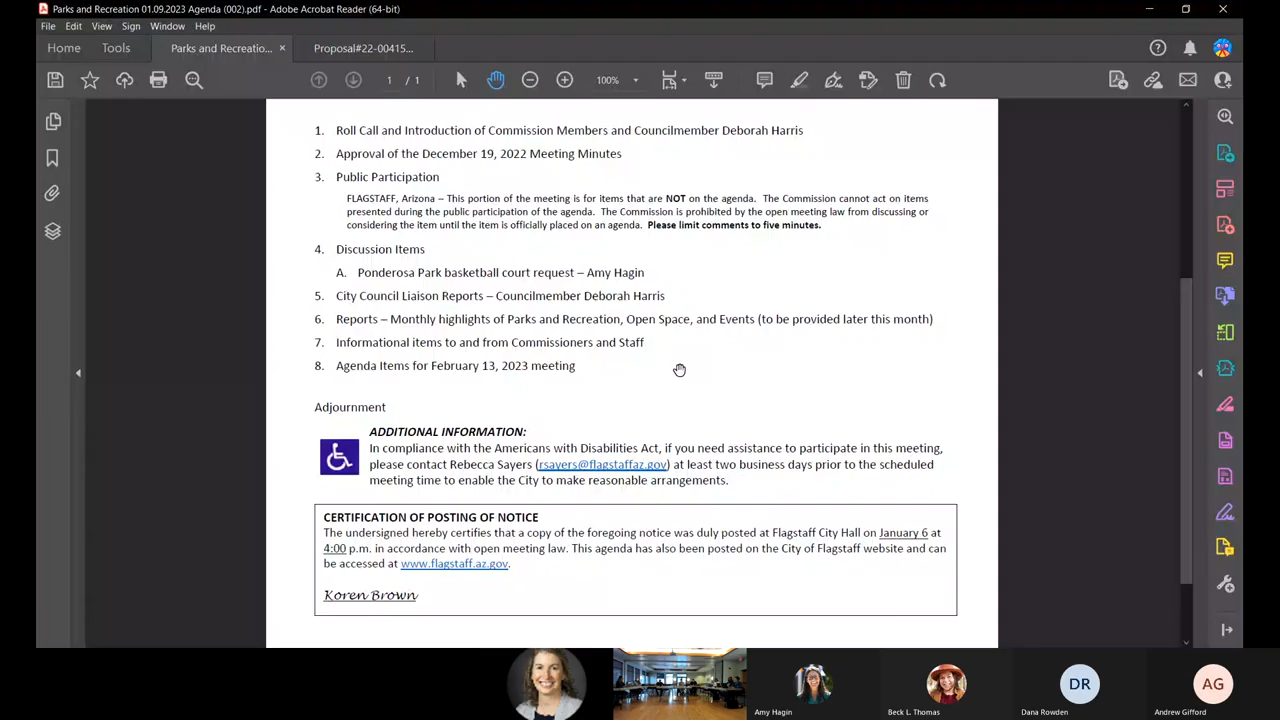 Parks and Recreation 01.09.2023 Agenda (002).pdf - Adobe Acrobat Reader (64-bit)
File Edit View Sign Window Help
Home Tools Parks and Recreatio... × Proposal#22-00415...
1 / 1 100%
1. Roll Call and Introduction of Commission Members and Councilmember Deborah Harris
2. Approval of the December 19, 2022 Meeting Minutes
3. Public Participation
FLAGSTAFF, Arizona – This portion of the meeting is for items that are NOT on the agenda. The Commission cannot act on items
presented during the public participation of the agenda. The Commission is prohibited by the open meeting law from discussing or
considering the item until the item is officially placed on an agenda. Please limit comments to five minutes.
4. Discussion Items
A. Ponderosa Park basketball court request – Amy Hagin
5. City Council Liaison Reports – Councilmember Deborah Harris
6. Reports – Monthly highlights of Parks and Recreation, Open Space, and Events (to be provided later this month)
7. Informational items to and from Commissioners and Staff
8. Agenda Items for February 13, 2023 meeting
Adjournment
ADDITIONAL INFORMATION:
In compliance with the Americans with Disabilities Act, if you need assistance to participate in this meeting,
please contact Rebecca Sayers (rsayers@flagstaffaz.gov) at least two business days prior to the scheduled
meeting time to enable the City to make reasonable arrangements.
CERTIFICATION OF POSTING OF NOTICE
The undersigned hereby certifies that a copy of the foregoing notice was duly posted at Flagstaff City Hall on January 6 at
4:00 p.m. in accordance with open meeting law. This agenda has also been posted on the City of Flagstaff website and can
be accessed at www.flagstaff.az.gov.
Koren Brown
DR AG
Amy Hagin Beck L. Thomas Dana Rowden Andrew Gifford